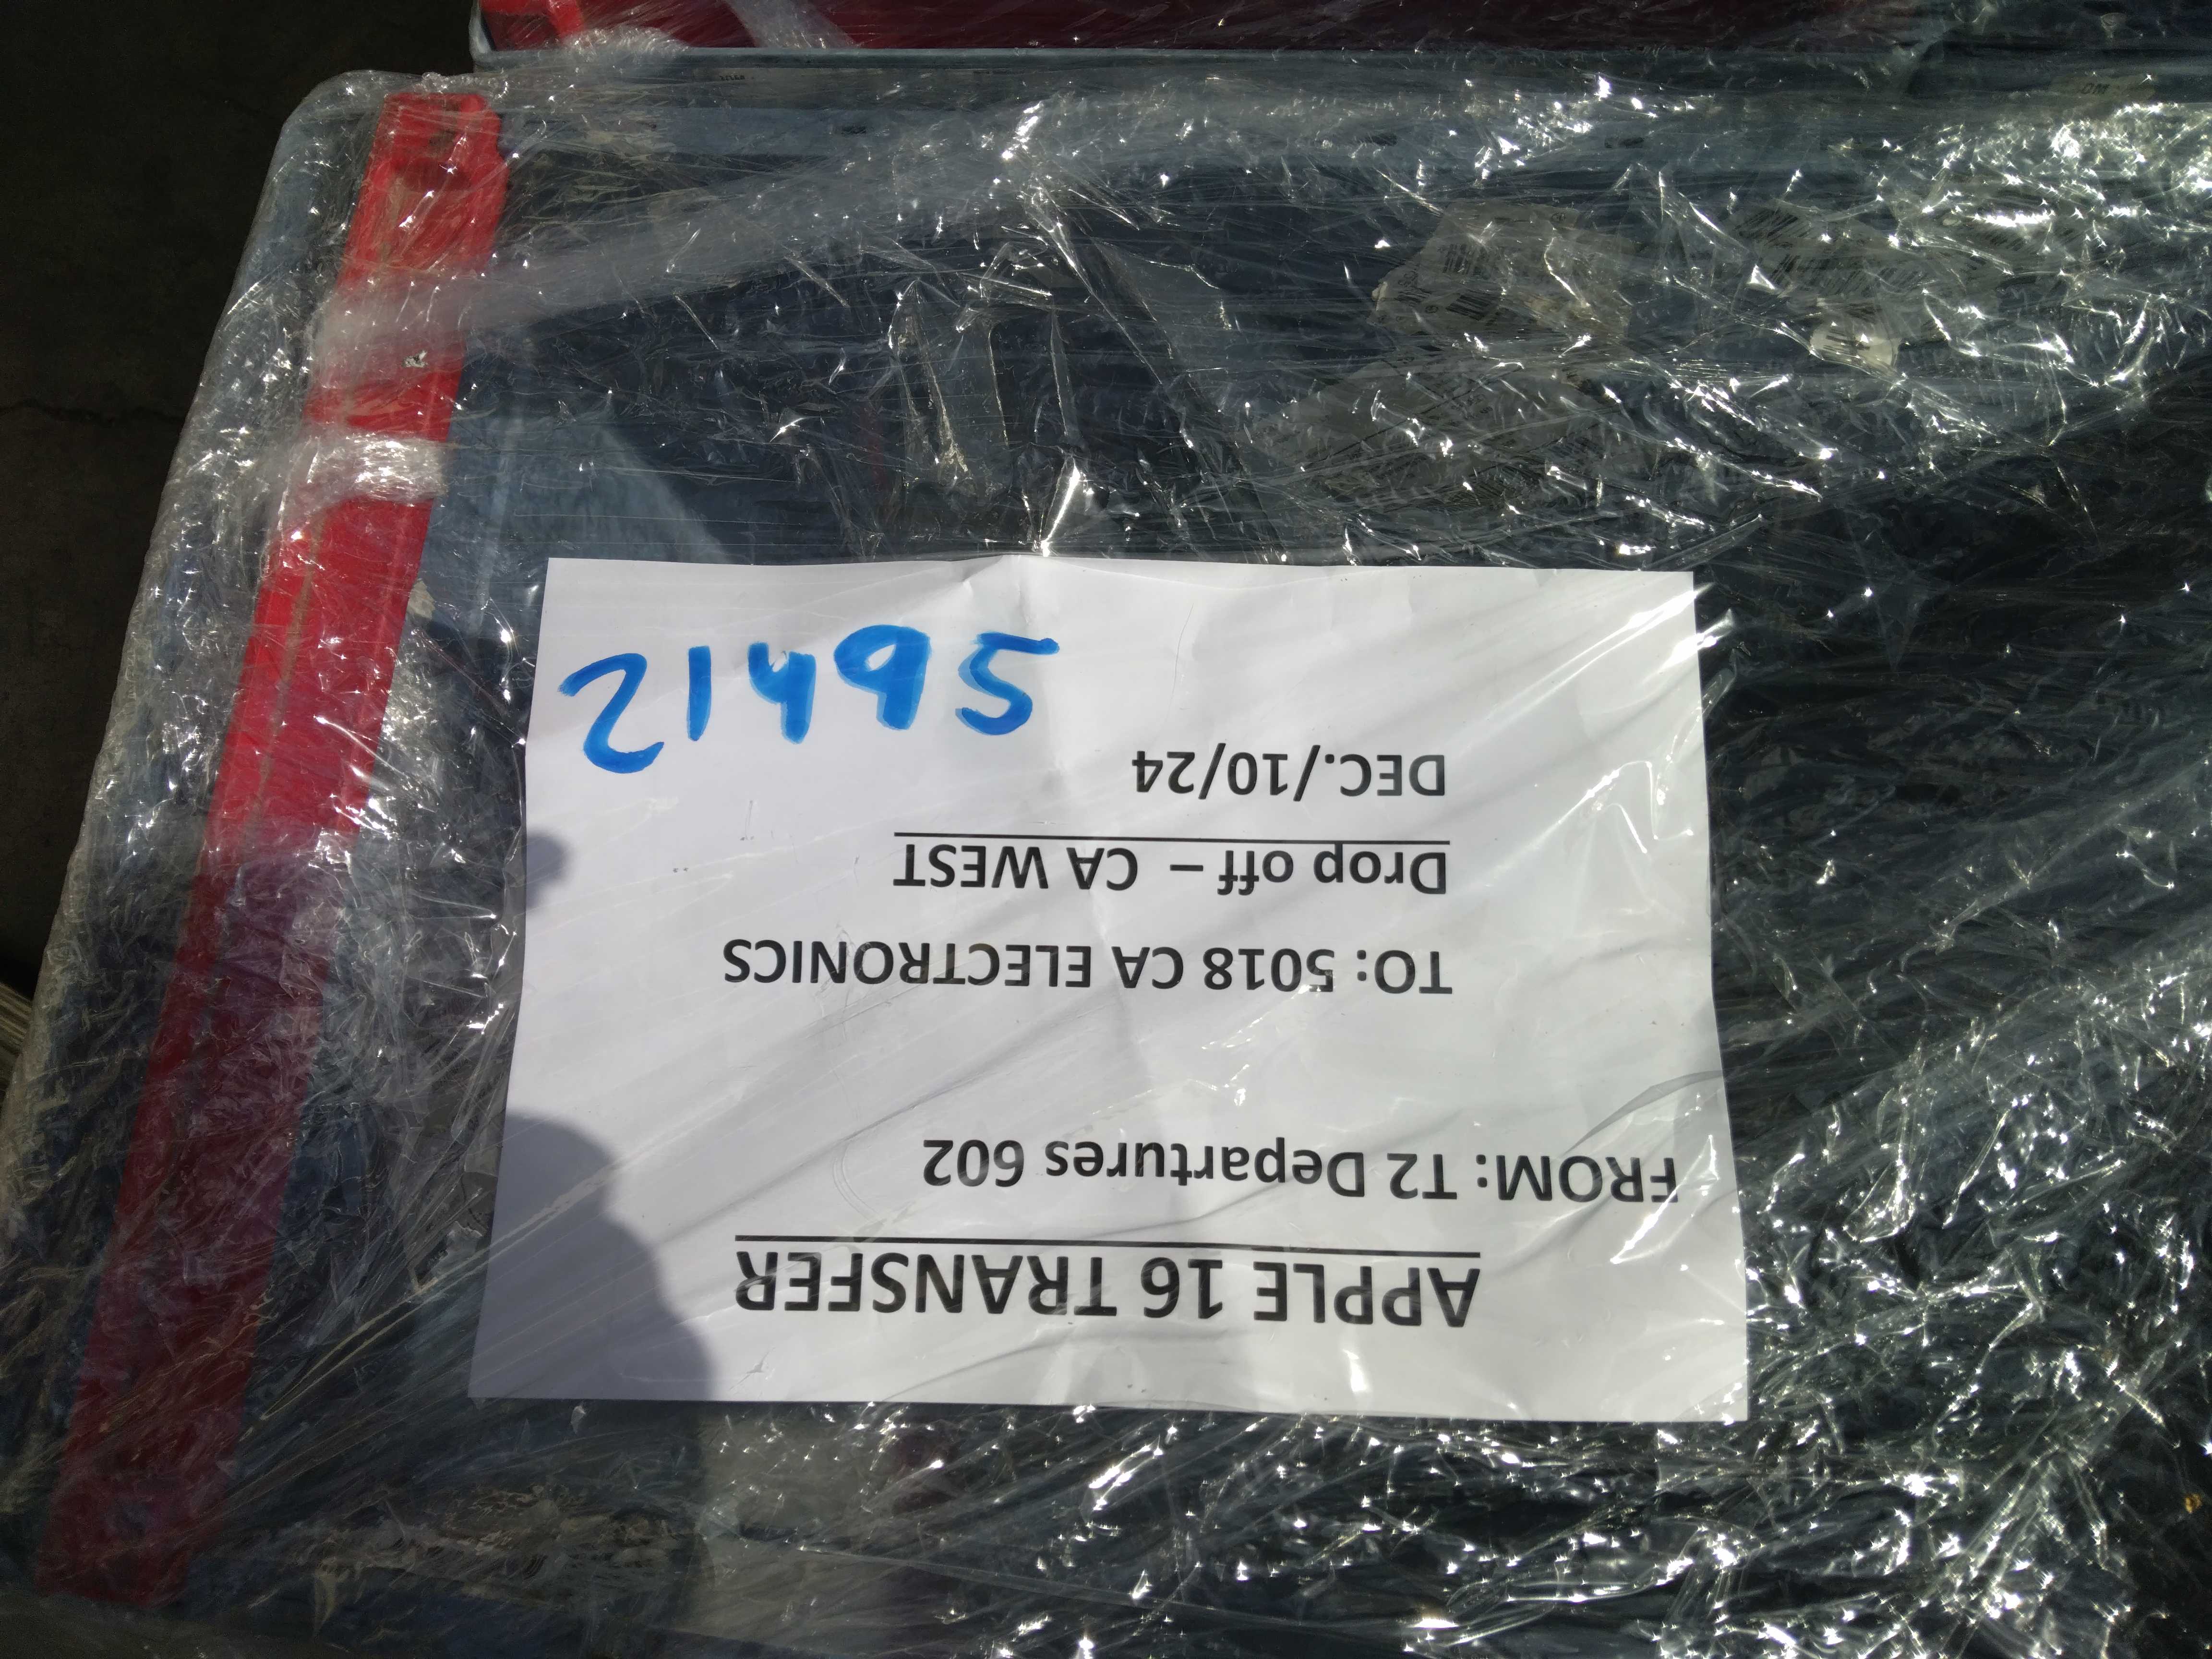 APPLE 16 TRANSFER
FROM: T2 Departures 602
TO: 5018 CA ELECTRONICS
Drop off – CA WEST
DEC./10/24
21495